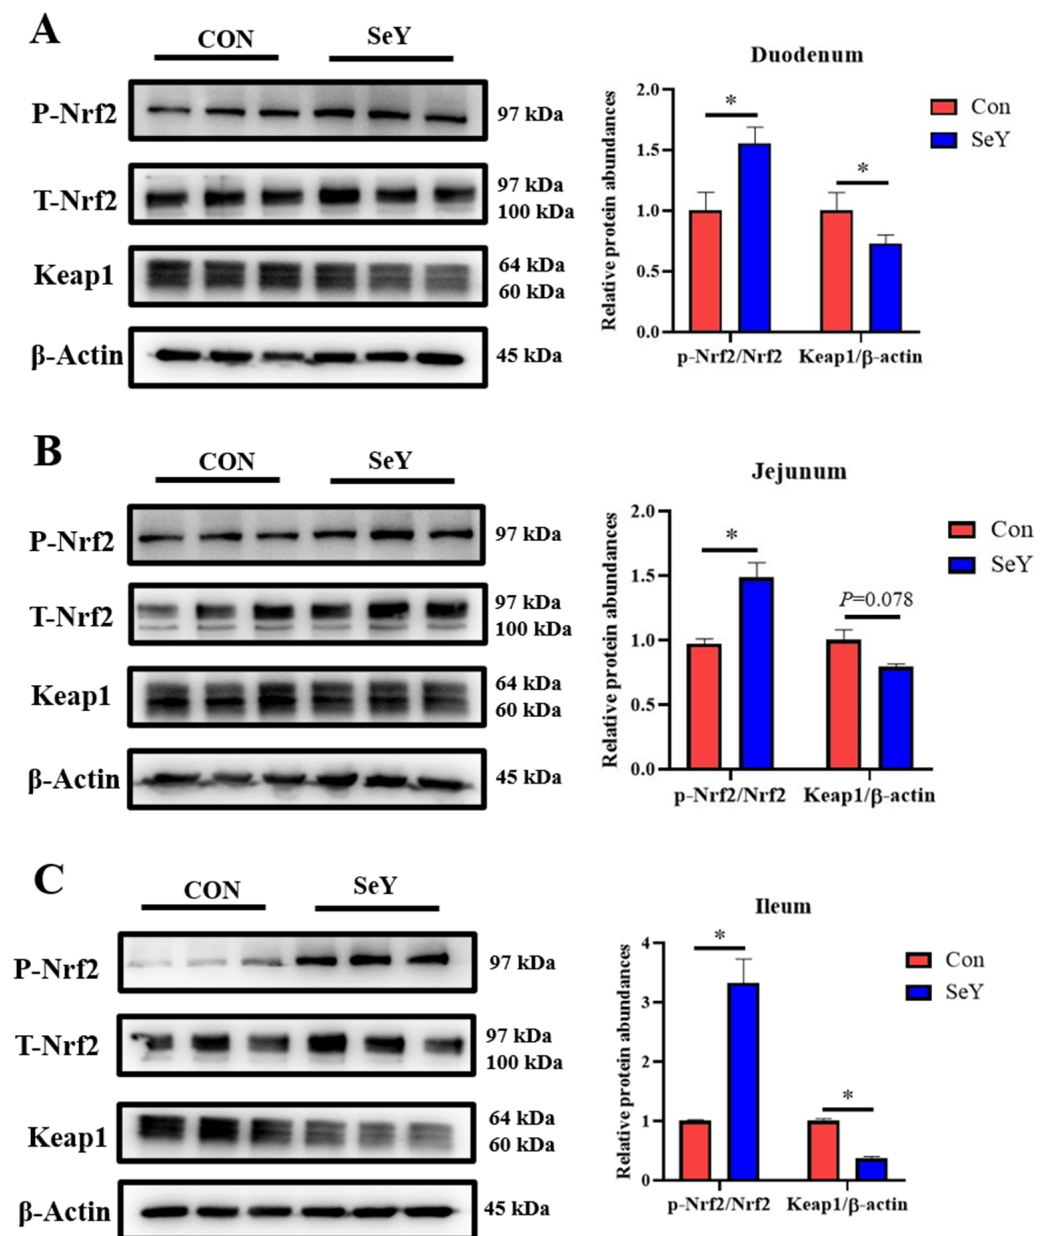 A
CON
SeY
P-Nrf2
97 kDa
T-Nrf2
97 kDa
100 kDa
Keap1
64 kDa
60 kDa
β-Actin
45 kDa
Duodenum
Relative protein abundances
2.0
1.5
1.0
0.5
0.0
*
*
p-Nrf2/Nrf2
Keap1/β-actin
Con
SeY
B
CON
SeY
P-Nrf2
97 kDa
T-Nrf2
97 kDa
100 kDa
Keap1
64 kDa
60 kDa
β-Actin
45 kDa
Jejunum
Relative protein abundances
2.0
1.5
1.0
0.5
0.0
*
P=0.078
p-Nrf2/Nrf2
Keap1/β-actin
Con
SeY
C
CON
SeY
P-Nrf2
97 kDa
T-Nrf2
97 kDa
100 kDa
Keap1
64 kDa
60 kDa
β-Actin
45 kDa
Ileum
Relative protein abundances
4
3
2
1
0
*
*
p-Nrf2/Nrf2
Keap1/β-actin
Con
SeY